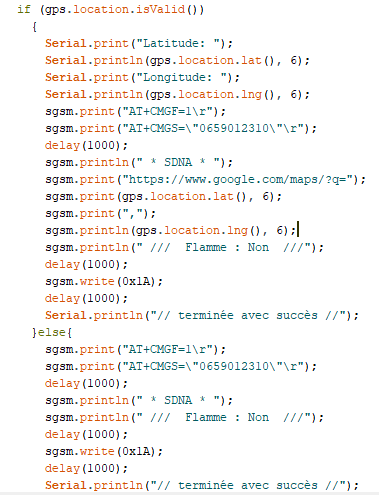 if (gps.location.isValid())
{
Serial.print("Latitude: ");
Serial.println(gps.location.lat(), 6);
Serial.print("Longitude: ");
Serial.println(gps.location.lng(), 6);
sgsm.print("AT+CMGF=1\r");
sgsm.print("AT+CMGS=\"0659012310\"\r");
delay(1000);
sgsm.println(" * SDNA * ");
sgsm.print("https://www.google.com/maps/?q=");
sgsm.print(gps.location.lat(), 6);
sgsm.print(",");
sgsm.println(gps.location.lng(), 6);
sgsm.println(" ///  Flamme : Non  ///");
delay(1000);
sgsm.write(0x1A);
delay(1000);
Serial.println("// terminée avec succès //");
}else{
sgsm.print("AT+CMGF=1\r");
sgsm.print("AT+CMGS=\"0659012310\"\r");
delay(1000);
sgsm.println(" * SDNA * ");
sgsm.println(" ///  Flamme : Non  ///");
delay(1000);
sgsm.write(0x1A);
delay(1000);
Serial.println("// terminée avec succès //");